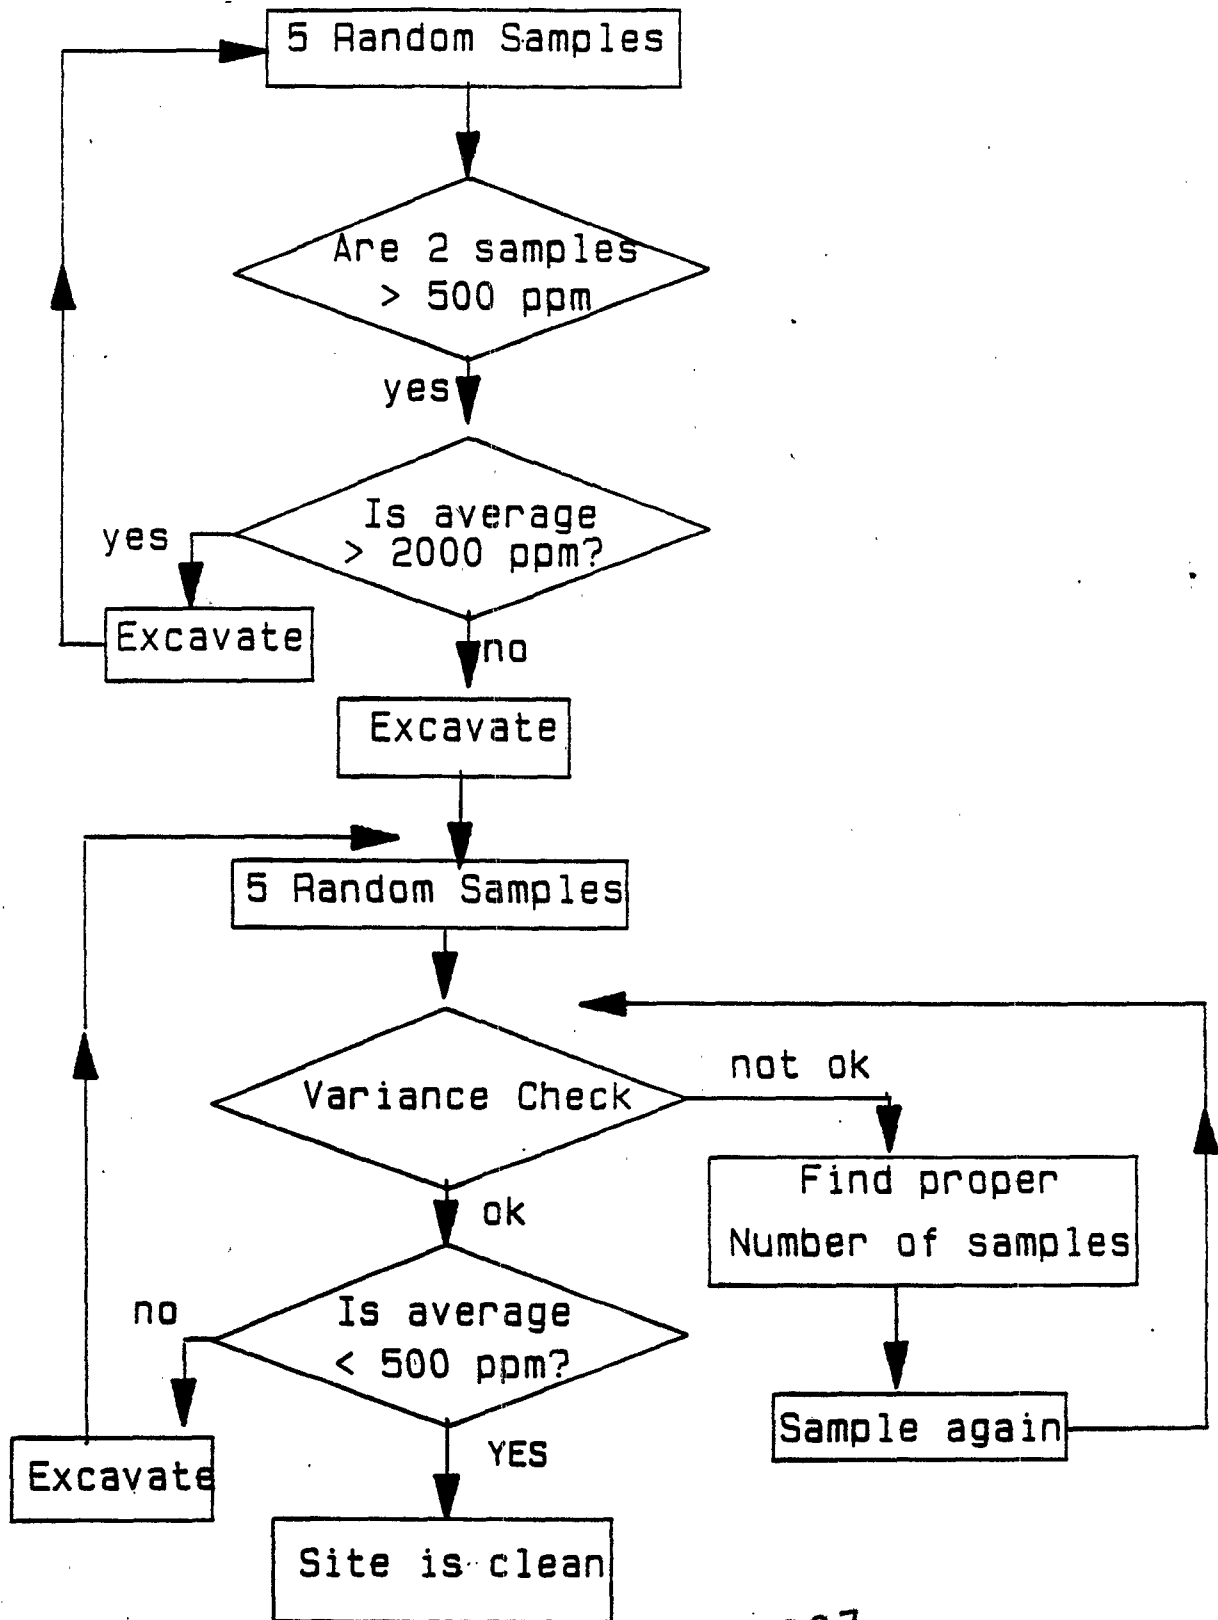 5 Random Samples
Are 2 samples
> 500 ppm
yes
Is average
> 2000 ppm?
yes
Excavate
no
Excavate
5 Random Samples
Variance Check
not ok
Find proper
Number of samples
ok
Is average
< 500 ppm?
no
Sample again
Excavate
YES
Site is clean